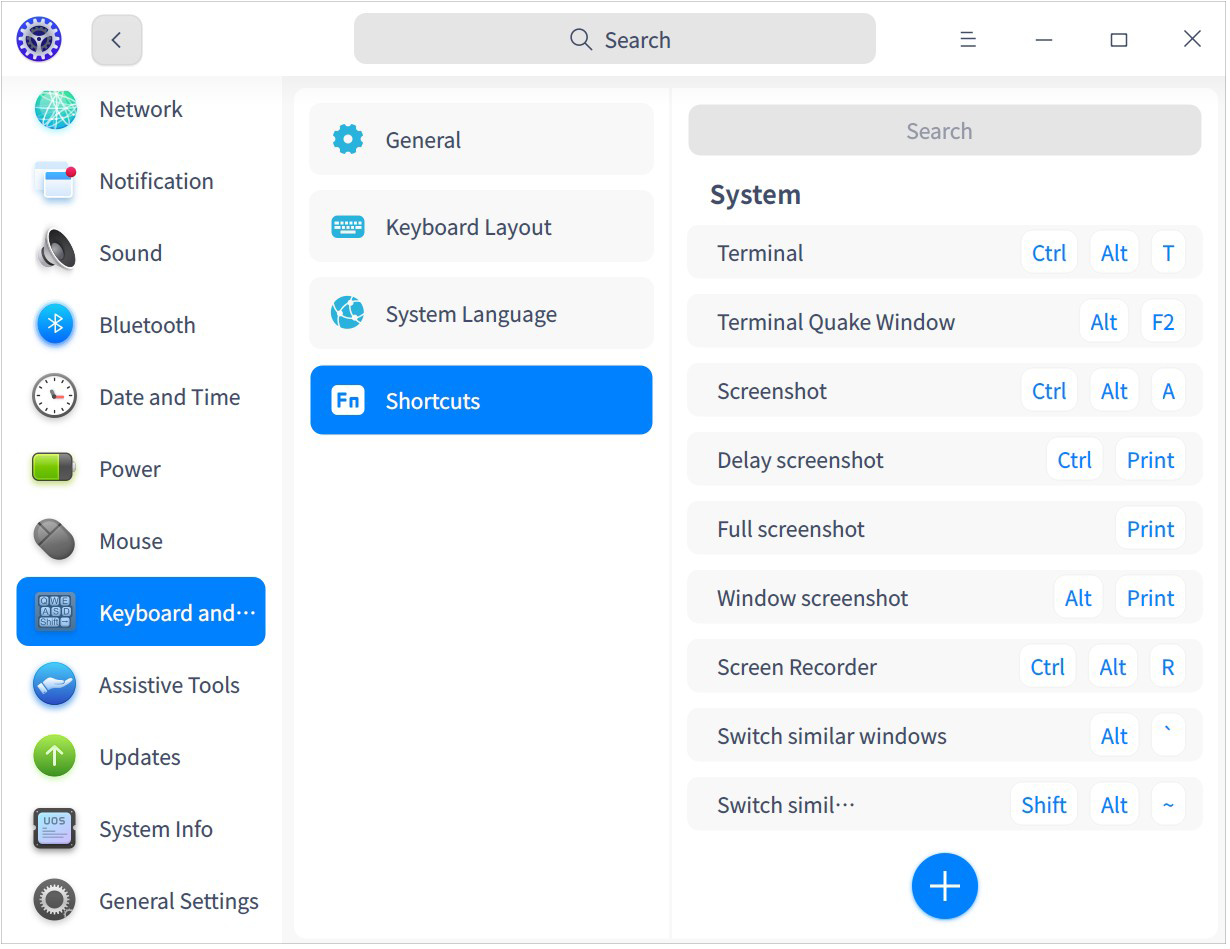 Search
Network
Notification
Sound
Bluetooth
Date and Time
Power
Mouse
Keyboard and···
Assistive Tools
Updates
System Info
General Settings
UOS
General
Keyboard Layout
System Language
Fn Shortcuts
Search
System
Terminal Ctrl Alt T
Terminal Quake Window Alt F2
Screenshot Ctrl Alt A
Delay screenshot Ctrl Print
Full screenshot Print
Window screenshot Alt Print
Screen Recorder Ctrl Alt R
Switch similar windows Alt `
Switch simil··· Shift Alt ~